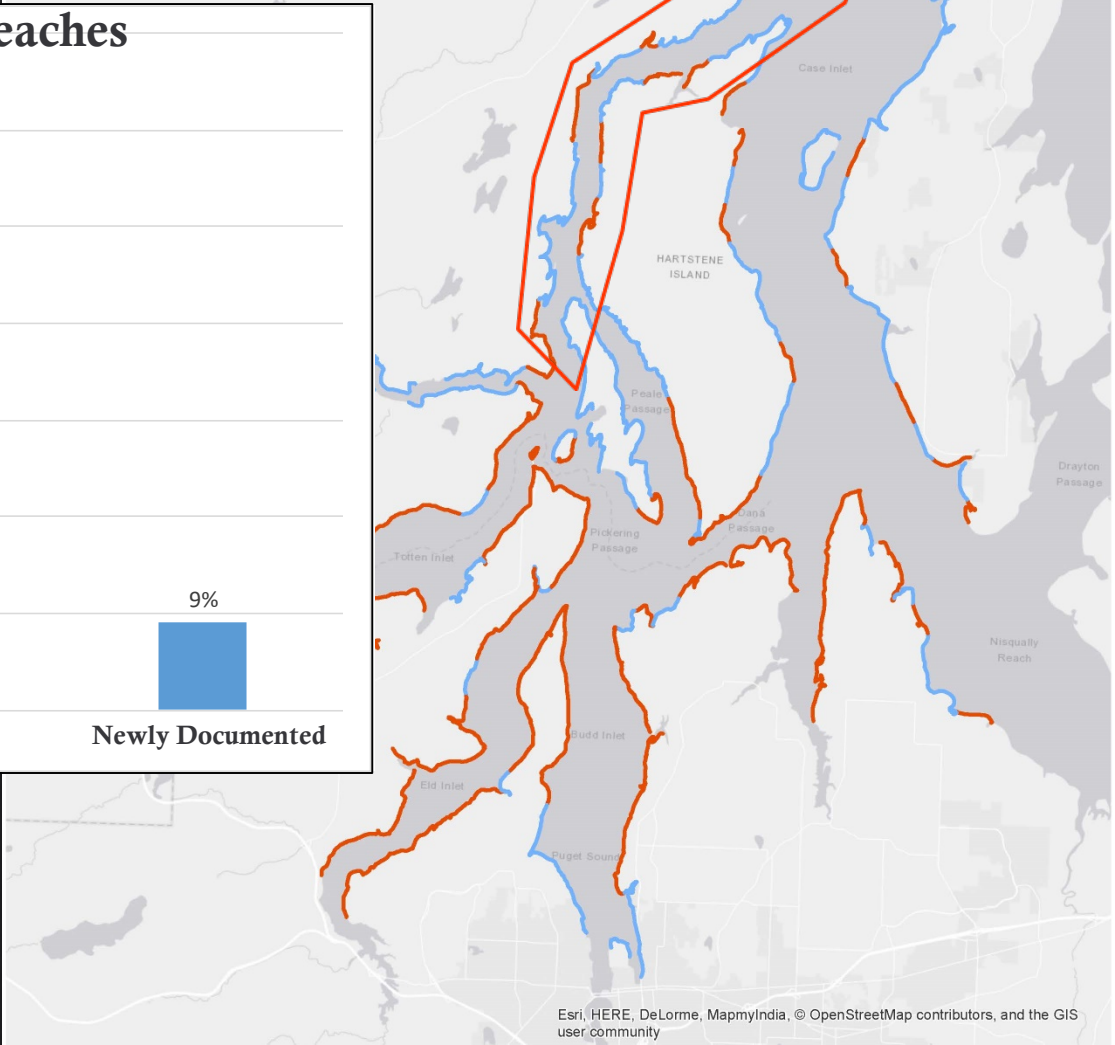 eaches
9%
Newly Documented
Case Inlet
HARTSTENE
ISLAND
Peale
Passage
Drayton
Passage
Dana
Passage
Pickering
Passage
Totten Inlet
Nisqually
Reach
Budd Inlet
Eld Inlet
Puget Sound
Esri, HERE, DeLorme, MapmyIndia, © OpenStreetMap contributors, and the GIS
user community